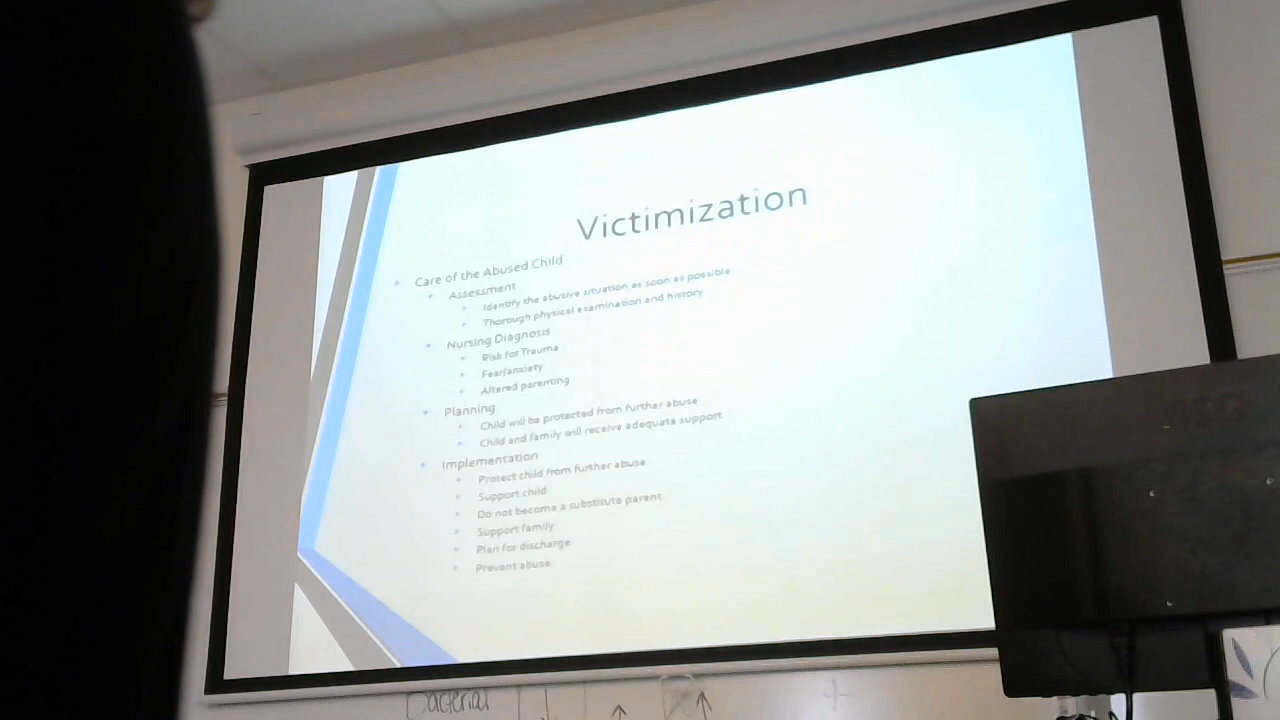 Victimization
Care of the Abused Child
Assessment
Identify the abusive situation as soon as possible
Thorough physical examination and history
Nursing Diagnosis
Risk for Trauma
Fear/anxiety
Altered parenting
Planning
Child will be protected from further abuse
Child and family will receive adequate support
Implementation
Protect child from further abuse
Support child
Do not become a substitute parent
Support family
Plan for discharge
Prevent abuse
Bacterial